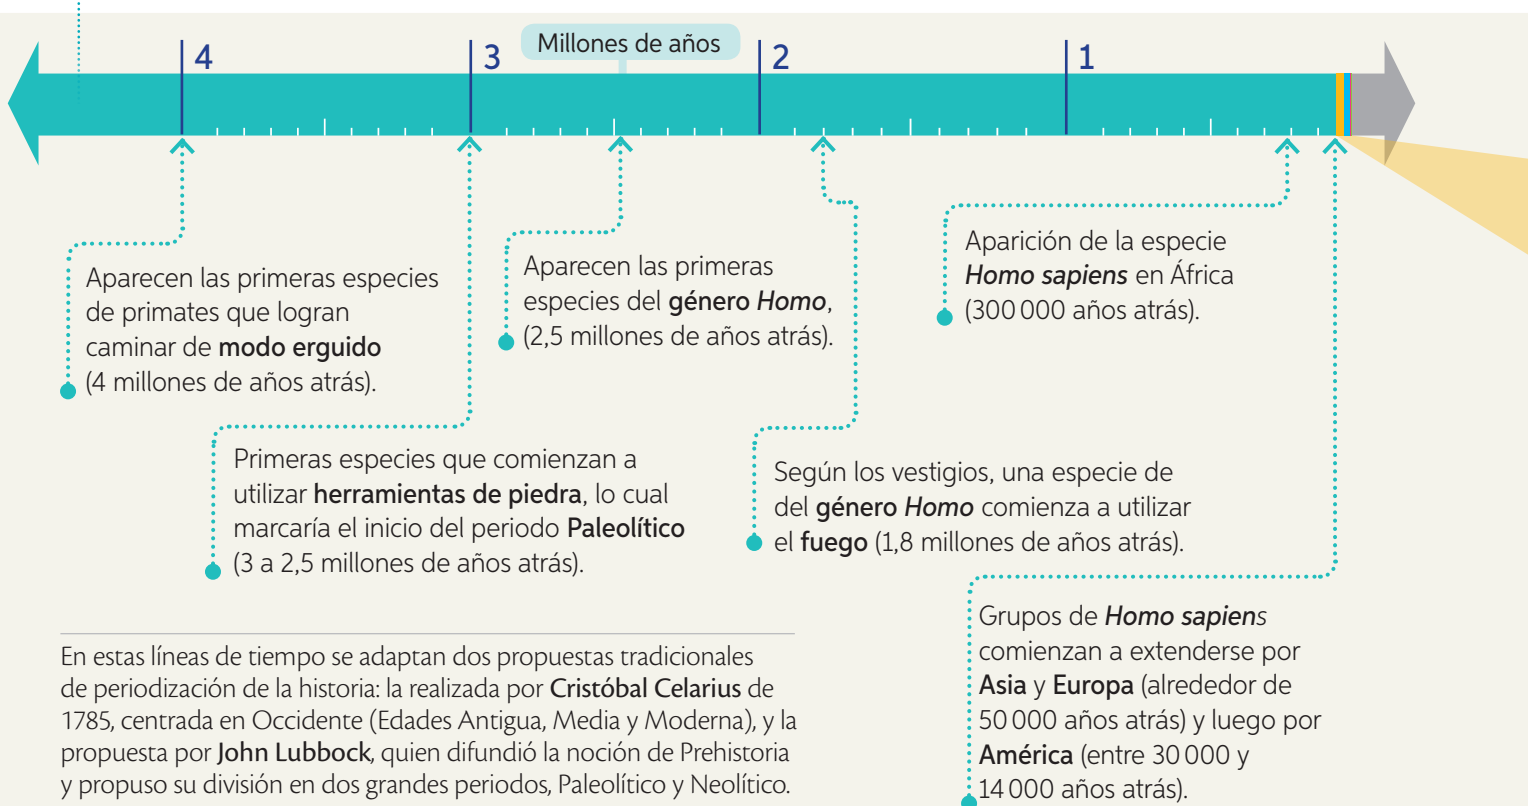 4
3
Millones de años
2
1
Aparecen las primeras especies
de primates que logran
caminar de modo erguido
(4 millones de años atrás).
Primeras especies que comienzan a
utilizar herramientas de piedra, lo cual
marcaría el inicio del periodo Paleolítico
(3 a 2,5 millones de años atrás).
Aparecen las primeras
especies del género Homo,
(2,5 millones de años atrás).
Según los vestigios, una especie de
del género Homo comienza a utilizar
el fuego (1,8 millones de años atrás).
Aparición de la especie
Homo sapiens en África
(300 000 años atrás).
Grupos de Homo sapiens
comienzan a extenderse por
Asia y Europa (alrededor de
50 000 años atrás) y luego por
América (entre 30 000 y
14 000 años atrás).
En estas líneas de tiempo se adaptan dos propuestas tradicionales
de periodización de la historia: la realizada por Cristóbal Celarius de
1785, centrada en Occidente (Edades Antigua, Media y Moderna), y la
propuesta por John Lubbock, quien difundió la noción de Prehistoria
y propuso su división en dos grandes periodos, Paleolítico y Neolítico.